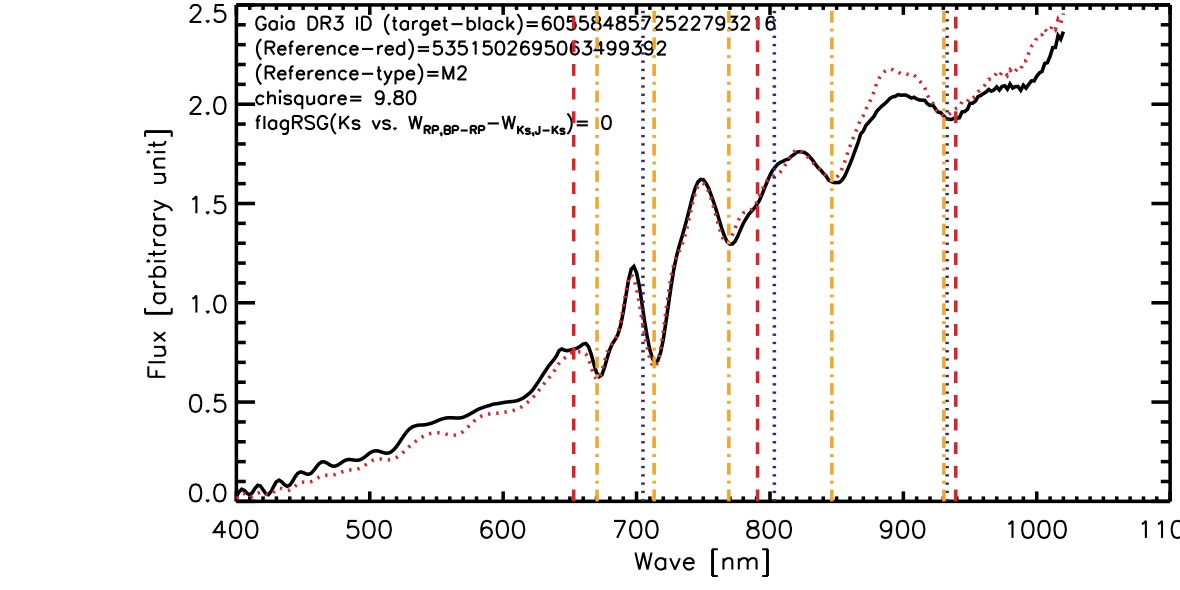 Gaia DR3 ID (target-black)=6055848572522793216
(Reference-red)=5351502695063499392
(Reference-type)=M2
chisquare= 9.80
flagRSG(Ks vs. WRP,BP-RP-WKs,J-Ks)= 0
2.5
2.0
1.5
1.0
0.5
0.0
Flux [arbitrary unit]
400 500 600 700 800 900 1000 110
Wave [nm]